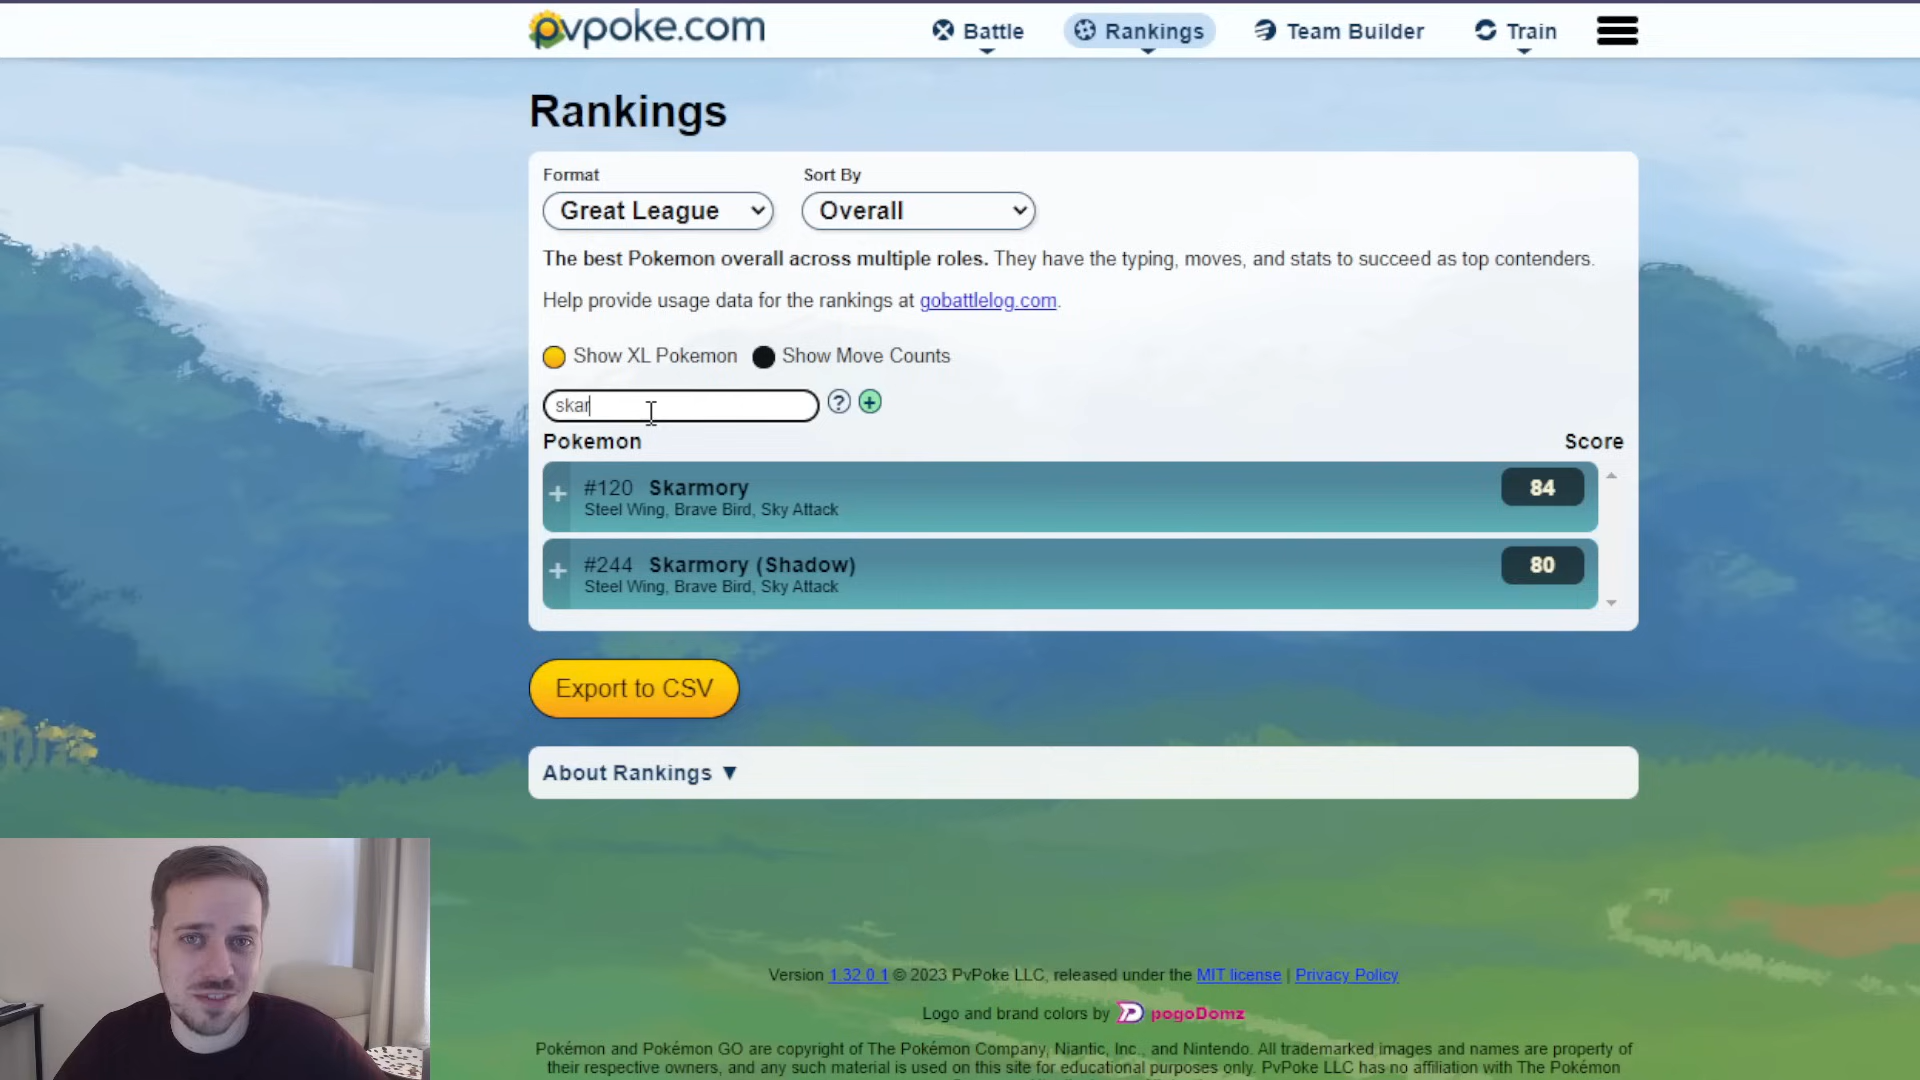 pvpoke.com
Battle
Rankings
Team Builder
Train
Rankings
Format
Sort By
Great League
Overall
The best Pokemon overall across multiple roles. They have the typing, moves, and stats to succeed as top contenders.
Help provide usage data for the rankings at gobattlelog.com.
Show XL Pokemon
Show Move Counts
skar
?
+
Pokemon
Score
+
#120 Skarmory
84
Steel Wing, Brave Bird, Sky Attack
+
#244 Skarmory (Shadow)
80
Steel Wing, Brave Bird, Sky Attack
Export to CSV
About Rankings ▼
Version 1.32.0.1 © 2023 PvPoke LLC, released under the MIT license | Privacy Policy
Logo and brand colors by pogoDomz
Pokémon and Pokémon GO are copyright of The Pokémon Company, Niantic, Inc., and Nintendo. All trademarked images and names are property of
their respective owners, and any such material is used on this site for educational purposes only. PvPoke LLC has no affiliation with The Pokémon